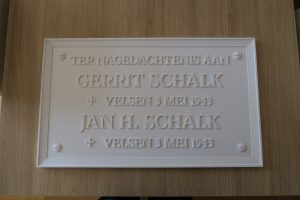 TER NAGEDACHTENIS AAN
GERRIT SCHALK
✝ VELSEN 3 MEI 1943
JAN H. SCHALK
✝ VELSEN 3 MEI 1943